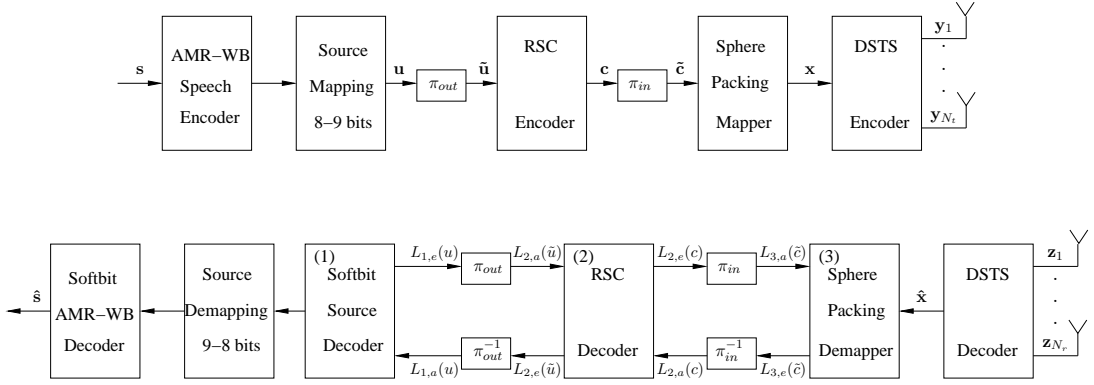 s
AMR–WB
Speech
Encoder
Source
Mapping
8–9 bits
u
π_out
ũ
RSC
Encoder
c
π_in
c̃
Sphere
Packing
Mapper
x
DSTS
Encoder
y_1
.
.
.
y_{N_t}
ŝ
Softbit
AMR–WB
Decoder
Source
Demapping
9–8 bits
(1)
Softbit
Source
Decoder
L_{1,e}(u)
π_out
L_{2,a}(ũ)
L_{1,a}(u)
π_out^{-1}
L_{2,e}(ũ)
(2)
RSC
Decoder
L_{2,e}(c)
π_in
L_{3,a}(c̃)
L_{2,a}(c)
π_in^{-1}
L_{3,e}(c̃)
(3)
Sphere
Packing
Demapper
x̂
DSTS
Decoder
z_1
.
.
.
z_{N_r}